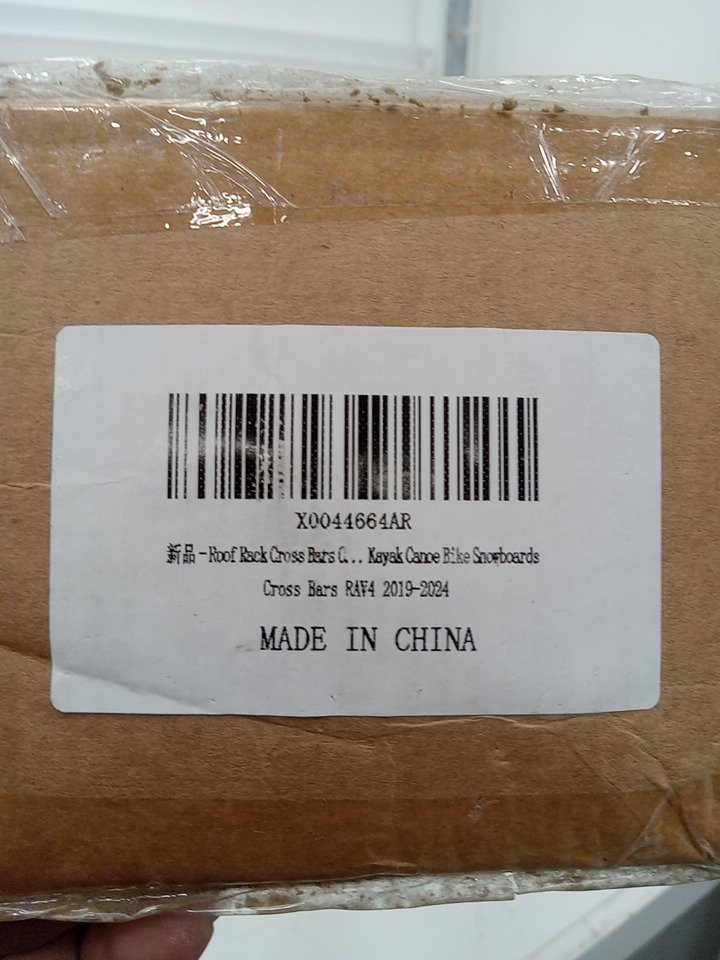 X0044664AR
新品-Roof Rack Cross Bars C... Kayak Canoe Bike Snowboards
Cross Bars RAV4 2019-2024
MADE IN CHINA